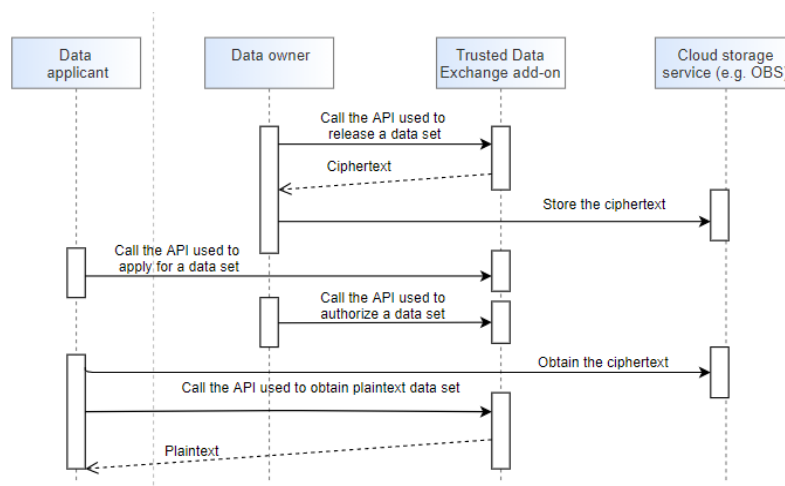 Data
applicant
Data owner
Trusted Data
Exchange add-on
Cloud storage
service (e.g. OBS)
Call the API used to
release a data set
Ciphertext
Store the ciphertext
Call the API used to
apply for a data set
Call the API used to
authorize a data set
Obtain the ciphertext
Call the API used to obtain plaintext data set
Plaintext